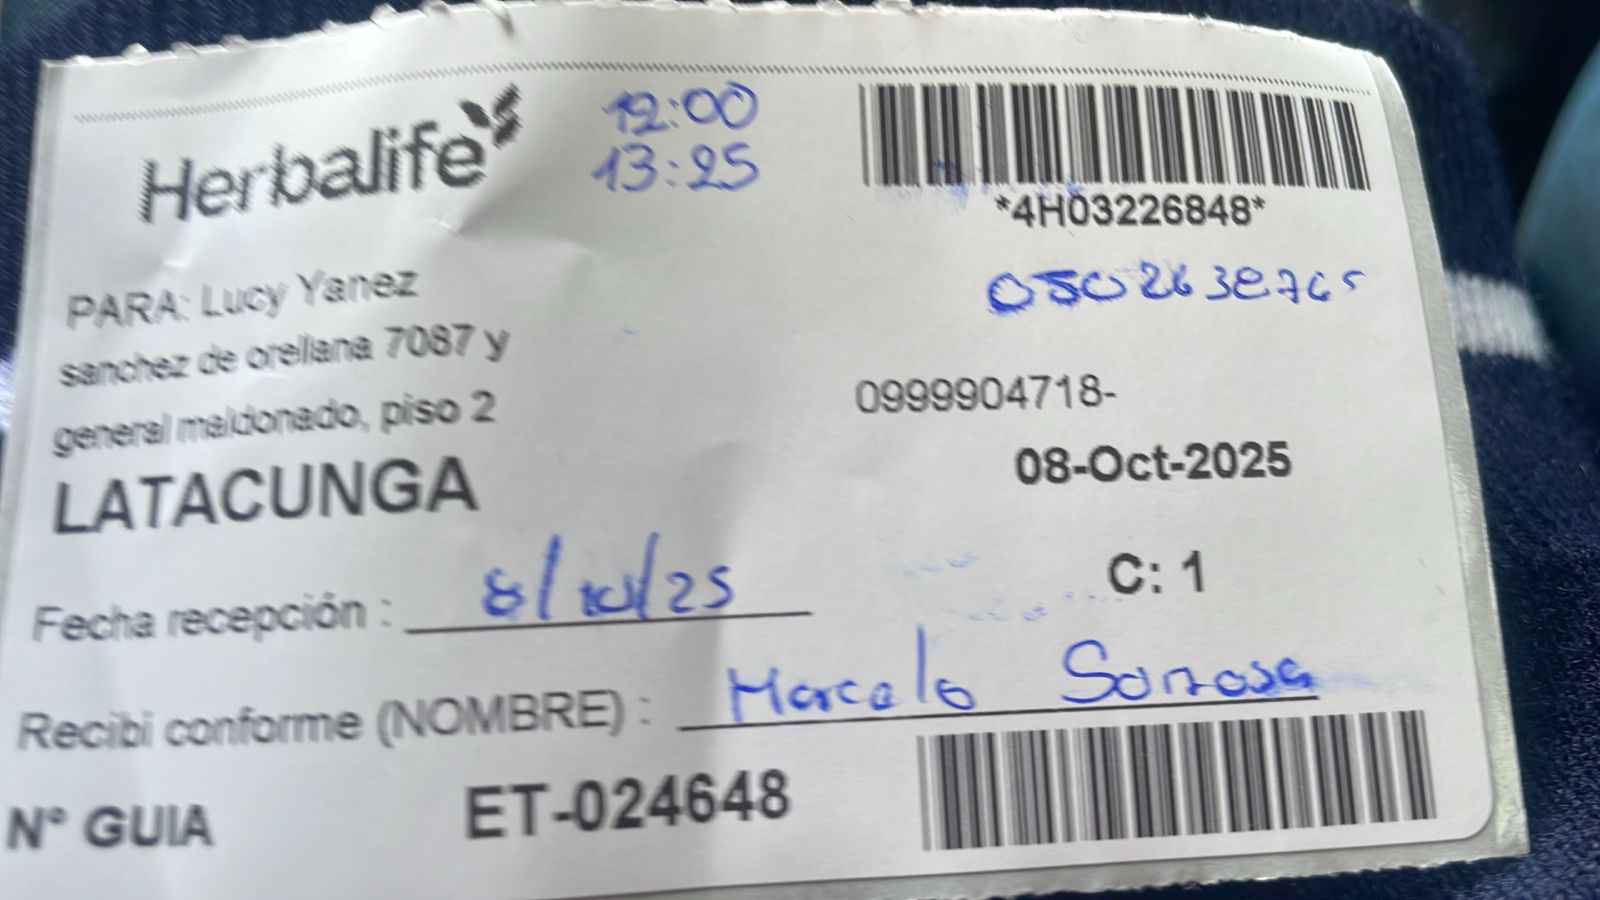 Herbalife
12:00
13:25
*4H03226848*
PARA: Lucy Yanez
sanchez de orellana 7087 y
general maldonado, piso 2
0999904718-
LATACUNGA
08-Oct-2025
C: 1
Fecha recepción : 8/10/25
Recibi conforme (NOMBRE) : Marcelo
N° GUIA ET-024648